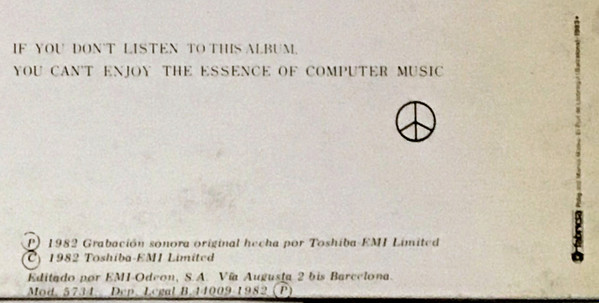 IF YOU DON'T LISTEN TO THIS ALBUM,
YOU CAN'T ENJOY THE ESSENCE OF COMPUTER MUSIC
Ⓟ 1982 Grabación sonora original hecha por Toshiba-EMI Limited
Ⓒ 1982 Toshiba-EMI Limited
Editado por EMI-Odeon, S.A. Vía Augusta 2 bis Barcelona.
Mod. 5734 Dep. Legal B. 44009-1982 Ⓟ